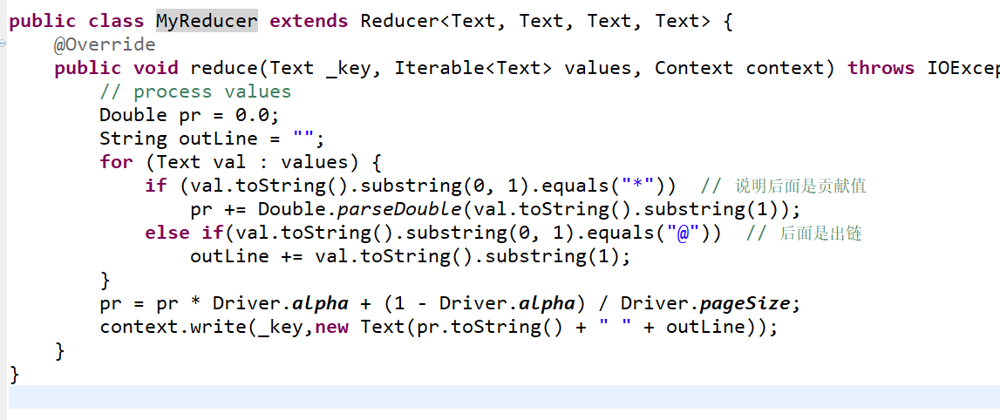 public class MyReducer extends Reducer<Text, Text, Text, Text> {
    @Override
    public void reduce(Text _key, Iterable<Text> values, Context context) throws IOExcep
        // process values
        Double pr = 0.0;
        String outLine = "";
        for (Text val : values) {
            if (val.toString().substring(0, 1).equals("*"))  // 说明后面是贡献值
                pr += Double.parseDouble(val.toString().substring(1));
            else if(val.toString().substring(0, 1).equals("@"))  // 后面是出链
                outLine += val.toString().substring(1);
        }
        pr = pr * Driver.alpha + (1 - Driver.alpha) / Driver.pageSize;
        context.write(_key,new Text(pr.toString() + " " + outLine));
    }
}